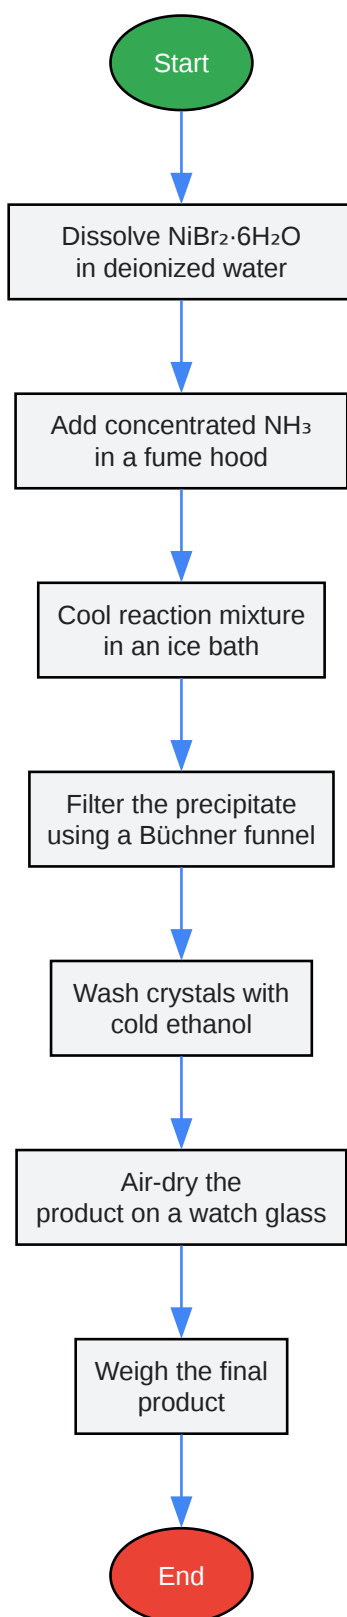 Start
Dissolve NiBr₂·6H₂O
in deionized water
Add concentrated NH₃
in a fume hood
Cool reaction mixture
in an ice bath
Filter the precipitate
using a Büchner funnel
Wash crystals with
cold ethanol
Air-dry the
product on a watch glass
Weigh the final
product
End